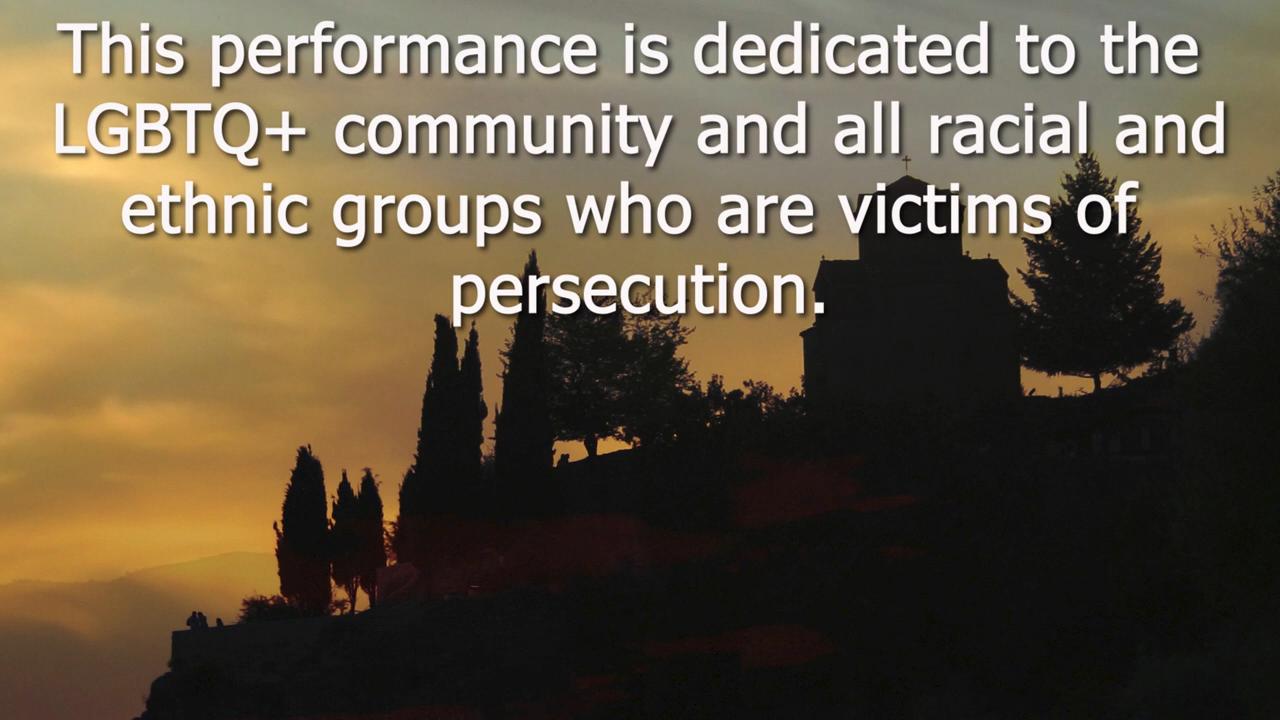 This performance is dedicated to the
LGBTQ+ community and all racial and
ethnic groups who are victims of
persecution.